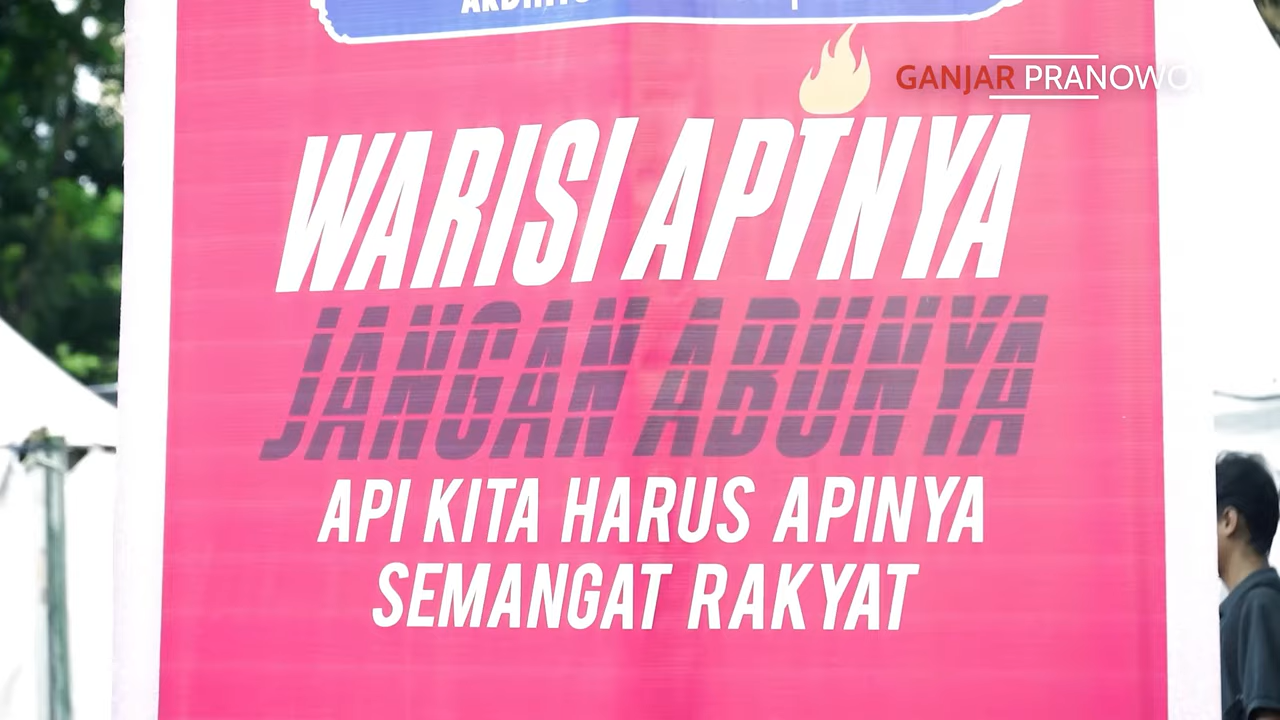 GANJAR PRANOWO
WARISI APINYA
JANGAN ABUNYA
API KITA HARUS APINYA
SEMANGAT RAKYAT